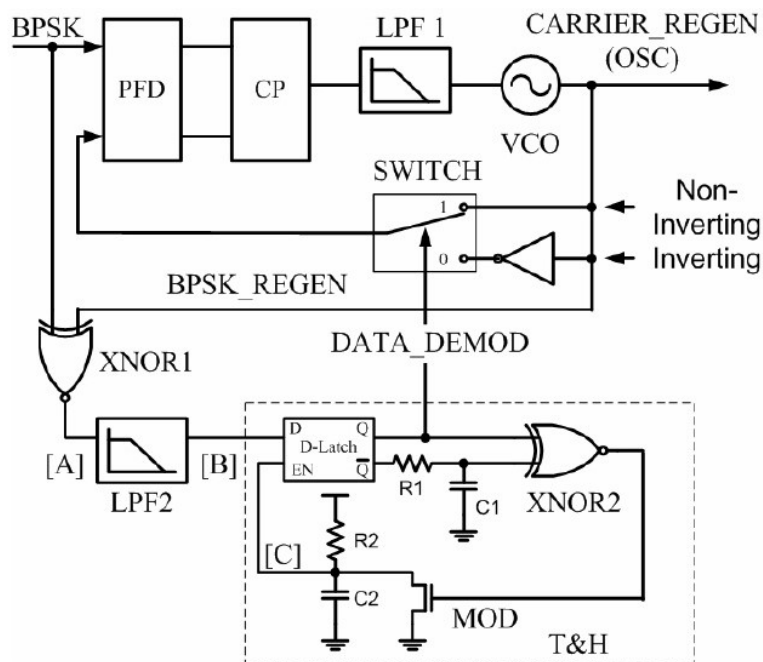 BPSK
LPF 1
CARRIER_REGEN
(OSC)
PFD
CP
VCO
SWITCH
1
0
Non-
Inverting
Inverting
BPSK_REGEN
XNOR1
DATA_DEMOD
[A]
LPF2
[B]
D
Q
D-Latch
EN
Q
R1
C1
XNOR2
[C]
R2
C2
MOD
T&H